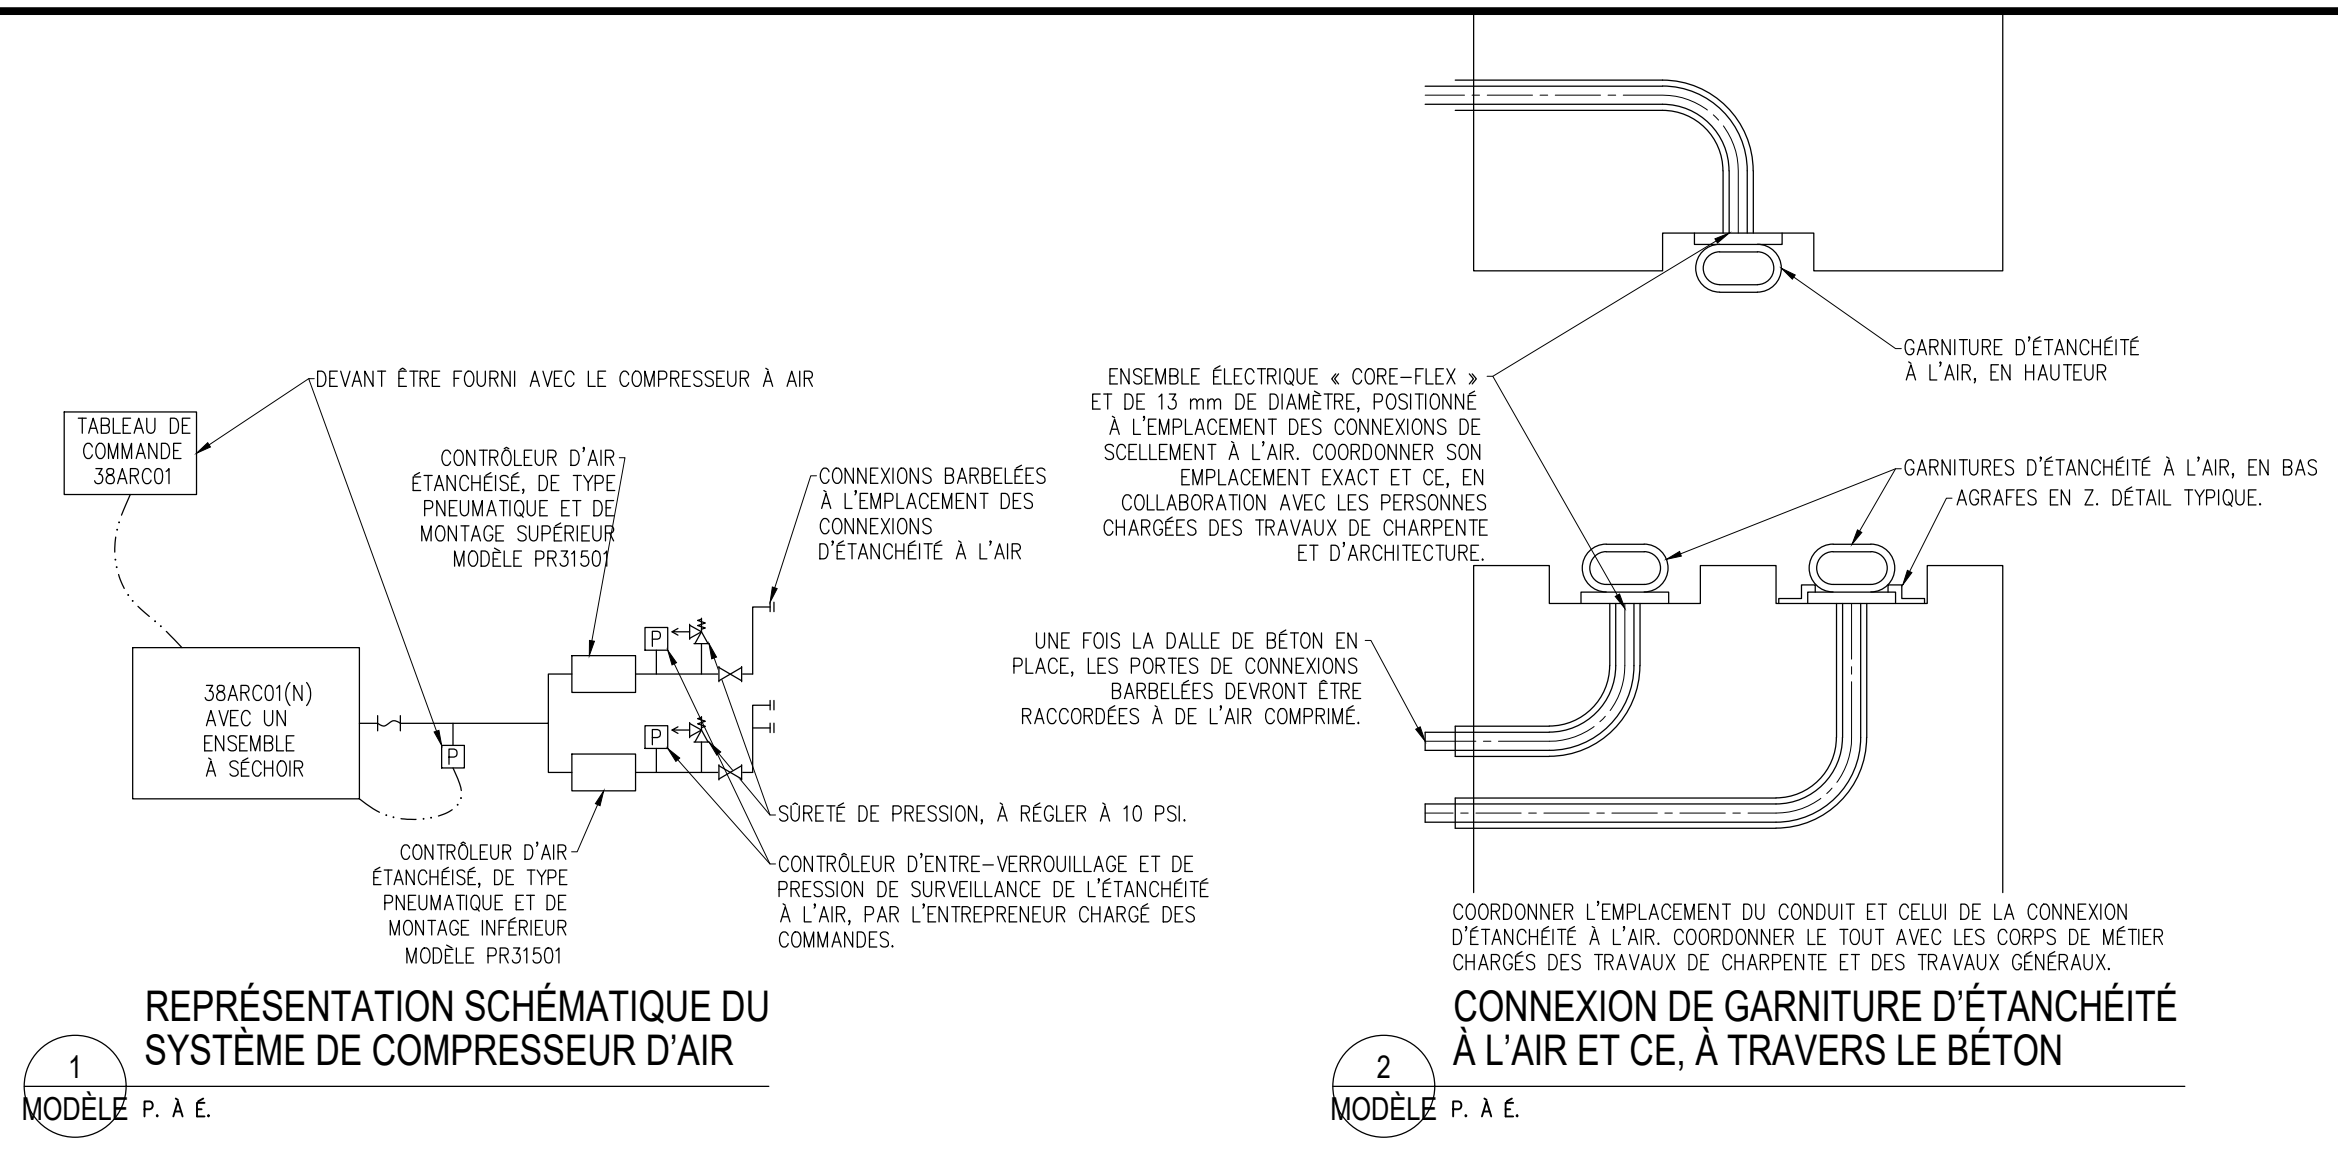 DEVANT ÊTRE FOURNI AVEC LE COMPRESSEUR À AIR
TABLEAU DE
COMMANDE
38ARC01
CONTRÔLEUR D'AIR
ÉTANCHÉISÉ, DE TYPE
PNEUMATIQUE ET DE
MONTAGE SUPÉRIEUR
MODÈLE PR31501
CONNEXIONS BARBELÉES
À L'EMPLACEMENT DES
CONNEXIONS
D'ÉTANCHÉITÉ À L'AIR
38ARC01(N)
AVEC UN
ENSEMBLE
À SÉCHOIR
P
P
P
SÛRETÉ DE PRESSION, À RÉGLER À 10 PSI.
CONTRÔLEUR D'AIR
ÉTANCHÉISÉ, DE TYPE
PNEUMATIQUE ET DE
MONTAGE INFÉRIEUR
MODÈLE PR31501
CONTRÔLEUR D'ENTRE-VERROUILLAGE ET DE
PRESSION DE SURVEILLANCE DE L'ÉTANCHÉITÉ
À L'AIR, PAR L'ENTREPRENEUR CHARGÉ DES
COMMANDES.
REPRÉSENTATION SCHÉMATIQUE DU
SYSTÈME DE COMPRESSEUR D'AIR
1
MODÈLE
P. À É.
GARNITURE D'ÉTANCHÉITÉ
À L'AIR, EN HAUTEUR
ENSEMBLE ÉLECTRIQUE « CORE-FLEX »
ET DE 13 mm DE DIAMÈTRE, POSITIONNÉ
À L'EMPLACEMENT DES CONNEXIONS DE
SCELLEMENT À L'AIR. COORDONNER SON
EMPLACEMENT EXACT ET CE, EN
COLLABORATION AVEC LES PERSONNES
CHARGÉES DES TRAVAUX DE CHARPENTE
ET D'ARCHITECTURE.
GARNITURES D'ÉTANCHÉITÉ À L'AIR, EN BAS
AGRAFES EN Z. DÉTAIL TYPIQUE.
UNE FOIS LA DALLE DE BÉTON EN
PLACE, LES PORTES DE CONNEXIONS
BARBELÉES DEVRONT ÊTRE
RACCORDÉES À DE L'AIR COMPRIMÉ.
COORDONNER L'EMPLACEMENT DU CONDUIT ET CELUI DE LA CONNEXION
D'ÉTANCHÉITÉ À L'AIR. COORDONNER LE TOUT AVEC LES CORPS DE MÉTIER
CHARGÉS DES TRAVAUX DE CHARPENTE ET DES TRAVAUX GÉNÉRAUX.
CONNEXION DE GARNITURE D'ÉTANCHÉITÉ
À L'AIR ET CE, À TRAVERS LE BÉTON
2
MODÈLE
P. À É.